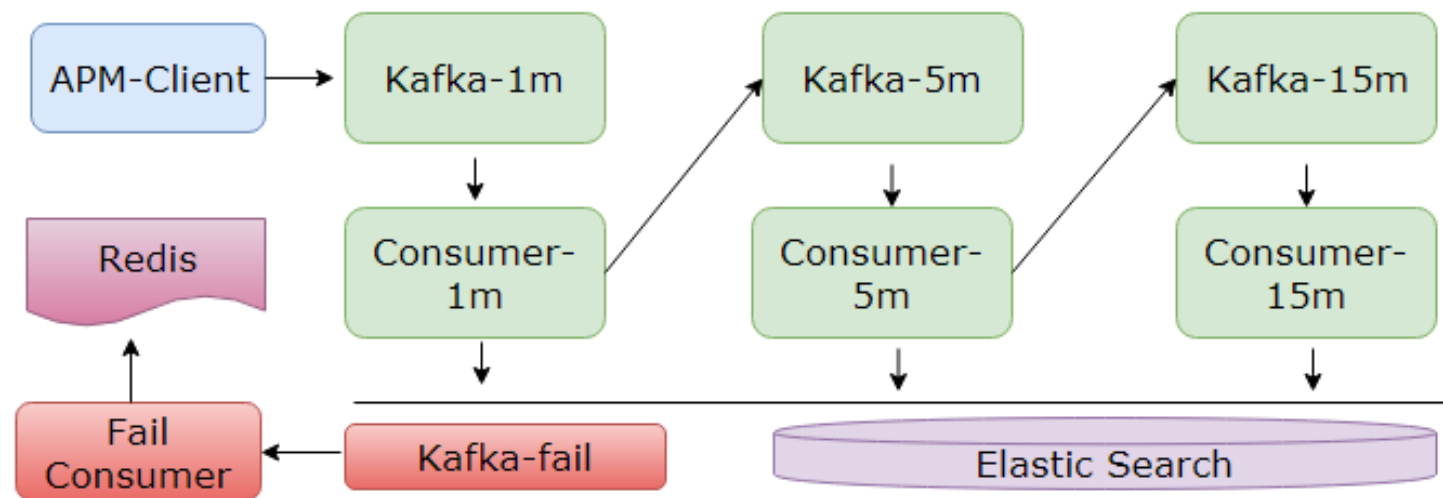 APM-Client
Kafka-1m
Kafka-5m
Kafka-15m
Redis
Consumer-
1m
Consumer-
5m
Consumer-
15m
Fail
Consumer
Kafka-fail
Elastic Search